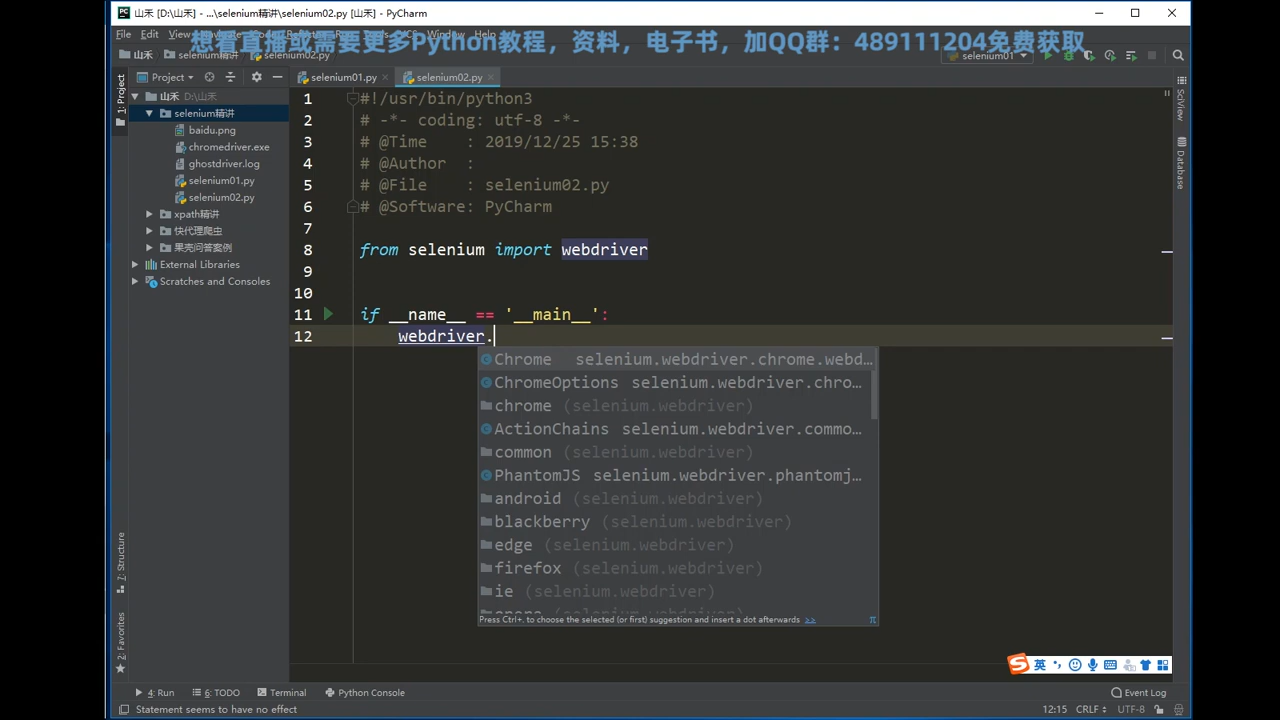 山禾 [D:\山禾] - ...\selenium精讲\selenium02.py [山禾] - PyCharm
File Edit View
Window Help
想看直播或需要更多Python教程，资料，电子书，加QQ群：489111204免费获取
山禾 selenium精讲 selenium02.py selenium01
Project selenium01.py selenium02.py
1: Project
山禾 D:\山禾
selenium精讲
baidu.png
chromedriver.exe
ghostdriver.log
selenium01.py
selenium02.py
xpath精讲
快代理爬虫
果壳问答案例
External Libraries
Scratches and Consoles
7: Structure
2: Favorites
1 #!/usr/bin/python3
2 # -*- coding: utf-8 -*-
3 # @Time : 2019/12/25 15:38
4 # @Author :
5 # @File : selenium02.py
6 # @Software: PyCharm
7
8 from selenium import webdriver
9
10
11 if __name__ == '__main__':
12 webdriver.
Chrome selenium.webdriver.chrome.webd...
ChromeOptions selenium.webdriver.chro...
chrome (selenium.webdriver)
ActionChains selenium.webdriver.commo...
common (selenium.webdriver)
PhantomJS selenium.webdriver.phantomj...
android (selenium.webdriver)
blackberry (selenium.webdriver)
edge (selenium.webdriver)
firefox (selenium.webdriver)
ie (selenium.webdriver)
Press Ctrl+. to choose the selected (or first) suggestion and insert a dot afterwards >>
π
SciView
Database
英
4: Run 6: TODO Terminal Python Console Event Log
Statement seems to have no effect 12:15 CRLF UTF-8